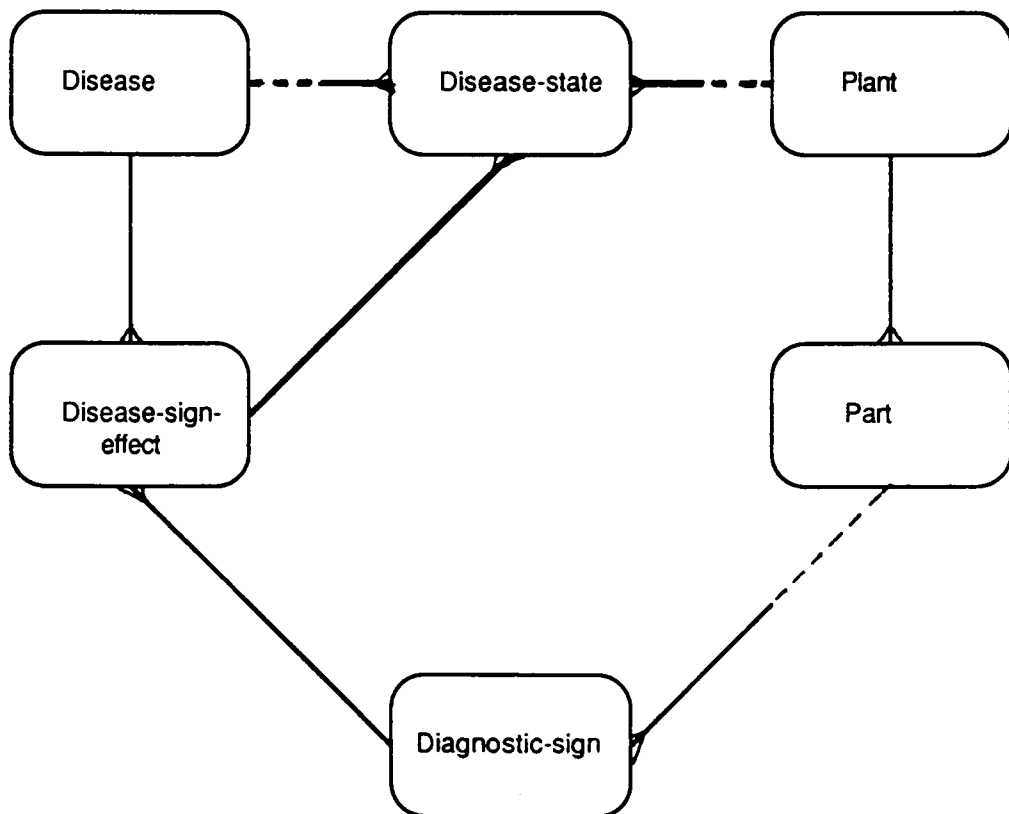 Disease
Disease-state
Plant
Disease-sign-
effect
Part
Diagnostic-sign